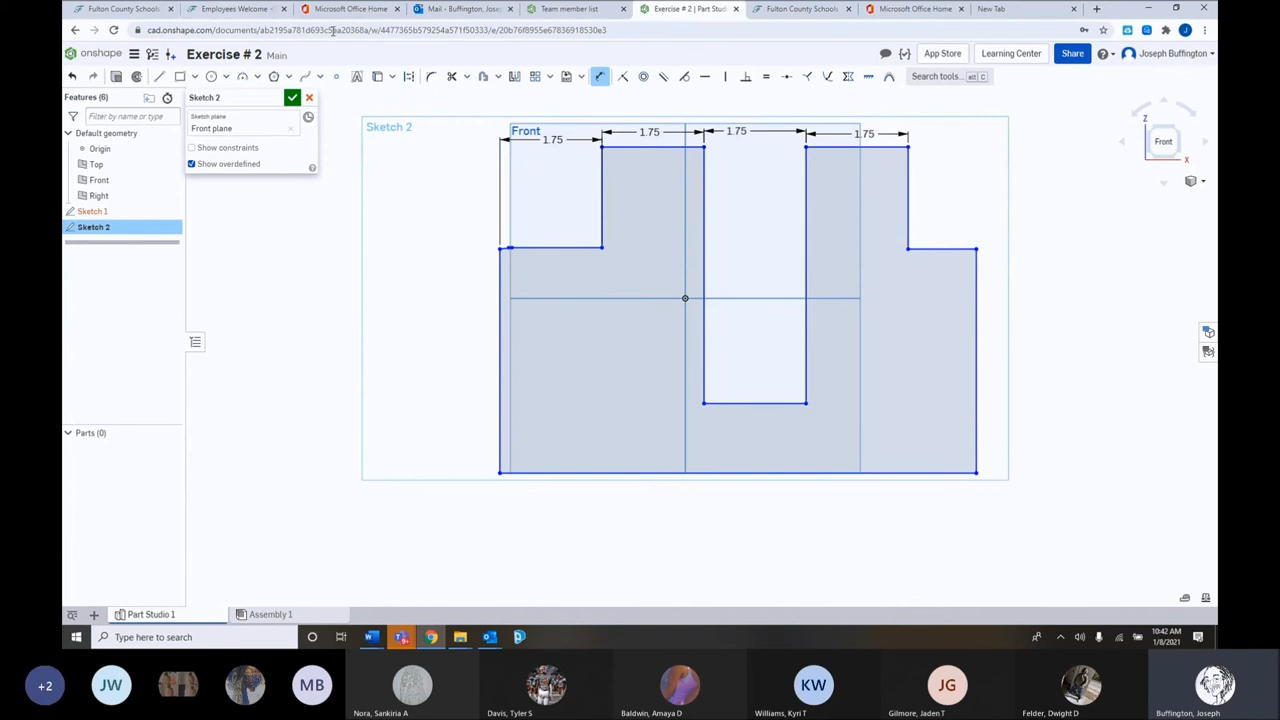 Fulton County Schools
Employees Welcome -
Microsoft Office Home
Mail - Buffington, Josep
Team member list
Exercise # 2 | Part Studi
Fulton County Schools
Microsoft Office Home
New Tab
onshape
Exercise # 2
Main
App Store
Learning Center
Share
Joseph Buffington
Search tools...
alt C
Features (6)
Filter by name or type
Default geometry
Origin
Top
Front
Right
Sketch 1
Sketch 2
Sketch 2
Sketch plane
Front plane
Show constraints
Show overdefined
Sketch 2
Front
1.75
1.75
1.75
1.75
Z
Front
X
Parts (0)
Part Studio 1
Assembly 1
Type here to search
10:42 AM
1/8/2021
+2
JW
MB
KW
JG
Nora, Sankiria A
Davis, Tyler S
Baldwin, Amaya D
Williams, Kyri T
Gilmore, Jaden T
Felder, Dwight D
Buffington, Joseph